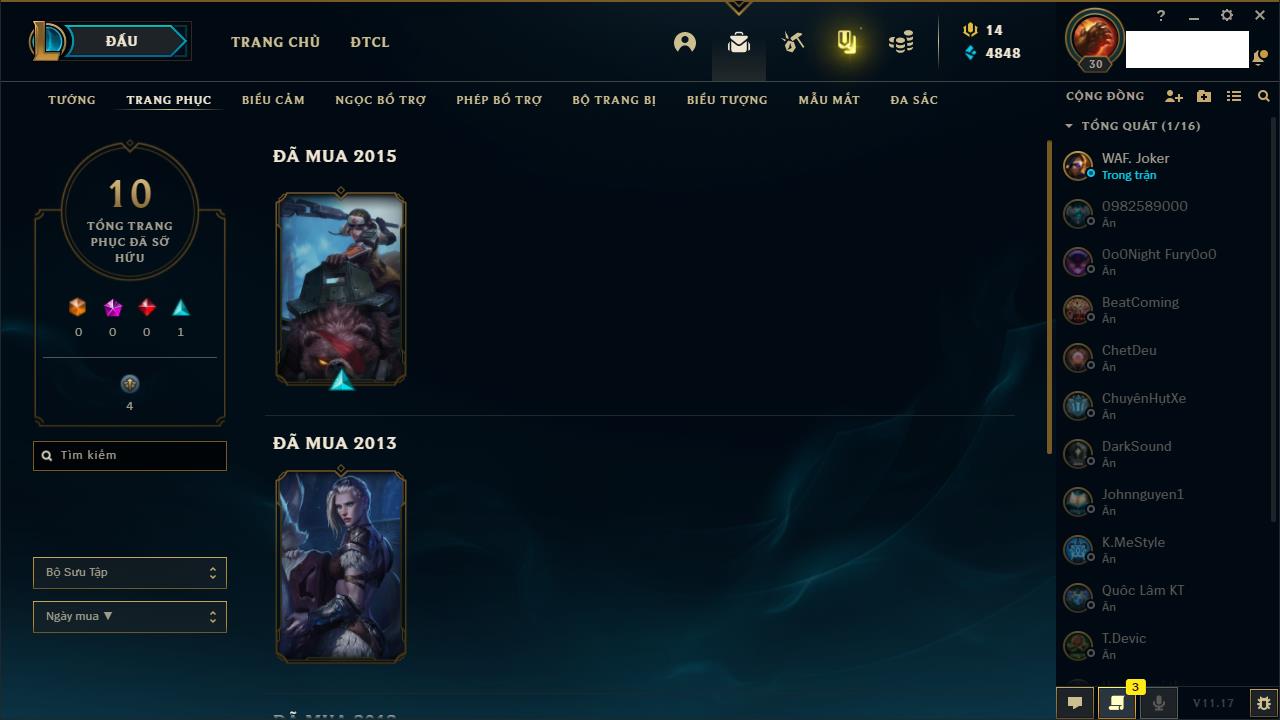 ĐẤU
TRANG CHỦ
ĐTCL
14
4848
30
?
TƯỚNG
TRANG PHỤC
BIỂU CẢM
NGỌC BỔ TRỢ
PHÉP BỔ TRỢ
BỘ TRANG BỊ
BIỂU TƯỢNG
MẪU MẮT
ĐA SẮC
10
TỔNG TRANG
PHỤC ĐÃ SỞ
HỮU
0
0
0
1
4
Tìm kiếm
Bộ Sưu Tập
Ngày mua ▼
ĐÃ MUA 2015
ĐÃ MUA 2013
CỘNG ĐỒNG
TỔNG QUÁT (1/16)
WAF. Joker
Trong trận
0982589000
Ẩn
Oo0Night Fury0o0
Ẩn
BeatComing
Ẩn
ChetDeu
Ẩn
ChuyênHụtXe
Ẩn
DarkSound
Ẩn
Johnnguyen1
Ẩn
K.MeStyle
Ẩn
Quôc Lâm KT
Ẩn
T.Devic
Ẩn
3
V11.17